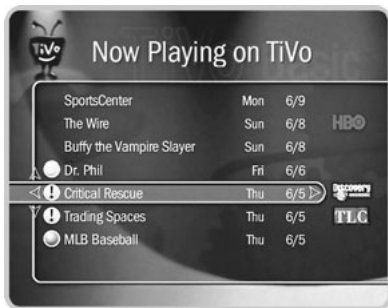 TiVo
Now Playing on TiVo
SportsCenter Mon 6/9
The Wire Sun 6/8 HBO
Buffy the Vampire Slayer Sun 6/8
Dr. Phil Fri 6/6
Critical Rescue Thu 6/5 Discovery
Trading Spaces Thu 6/5 TLC
MLB Baseball Thu 6/5